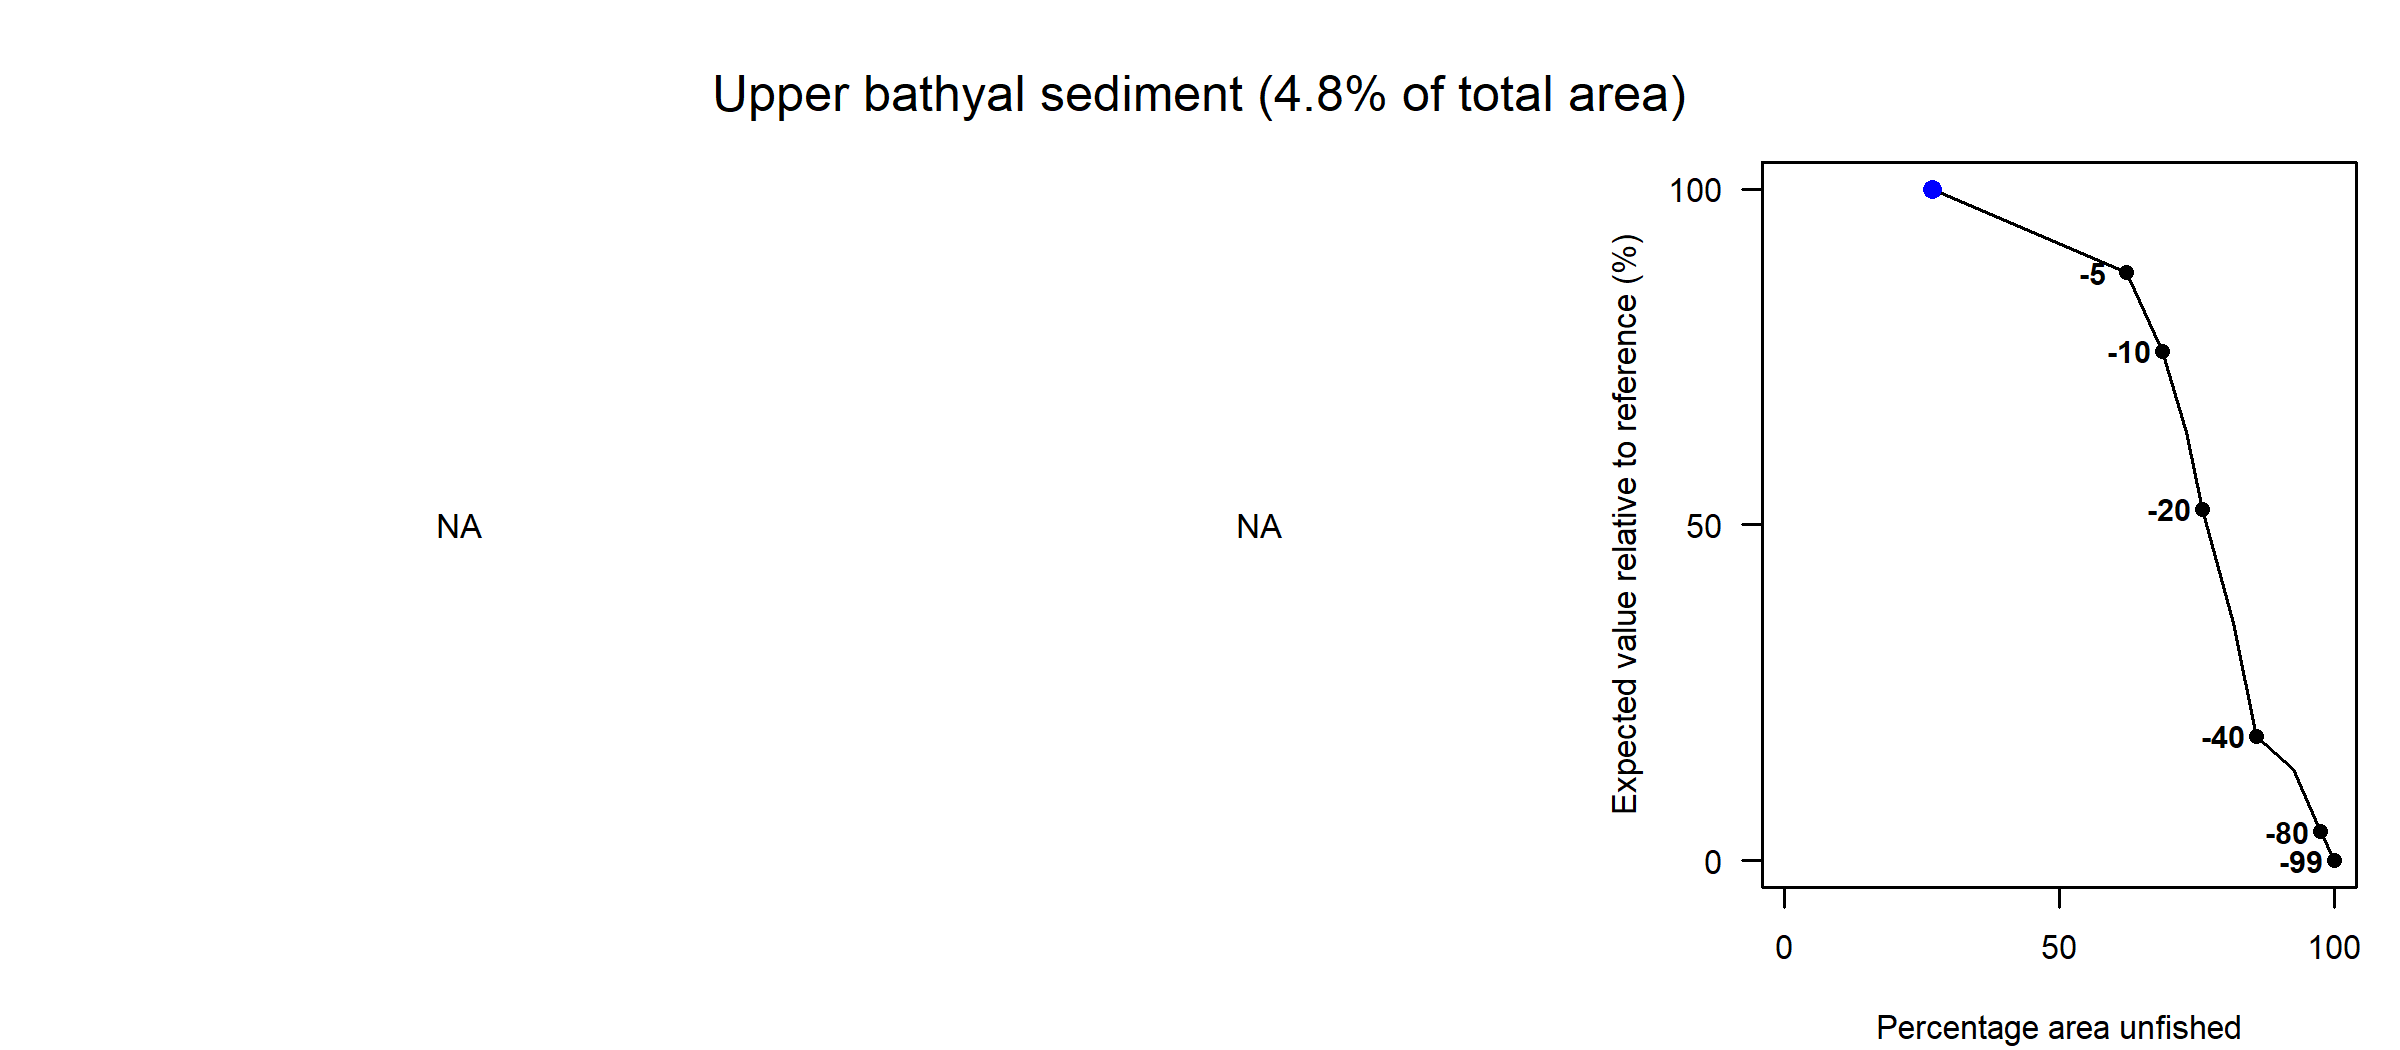 Upper bathyal sediment (4.8% of total area)
NA
NA
Expected value relative to reference (%)
100
50
0
-5
-10
-20
-40
-80
-99
0
50
100
Percentage area unfished